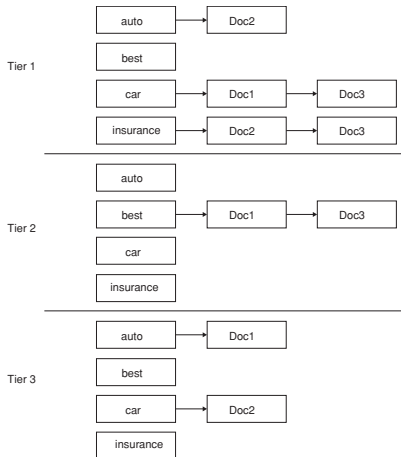 auto Doc2
best
Tier 1
car Doc1 Doc3
insurance Doc2 Doc3
auto
best Doc1 Doc3
Tier 2
car
insurance
auto Doc1
best
Tier 3
car Doc2
insurance